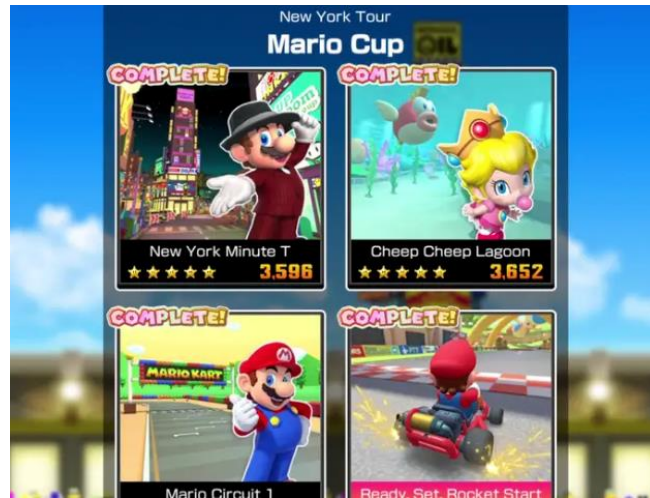 New York Tour
Mario Cup
OIL
COMPLETE!
COMPLETE!
New York Minute T
Cheep Cheep Lagoon
3,596
3,652
COMPLETE!
COMPLETE!
MARIO KART
Mario Circuit 1
Ready, Set, Rocket Start